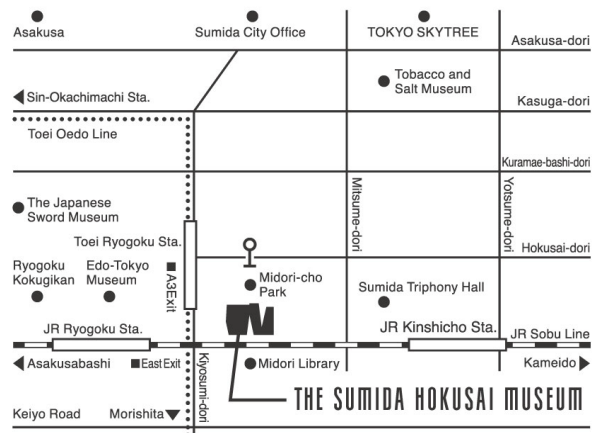 Asakusa
Sumida City Office
TOKYO SKYTREE
Asakusa-dori
Sin-Okachimachi Sta.
Tobacco and
Salt Museum
Kasuga-dori
Toei Oedo Line
Kuramae-bashi-dori
The Japanese
Sword Museum
Mitsume-dori
Yotsume-dori
Toei Ryogoku Sta.
Hokusai-dori
Ryogoku
Kokugikan
Edo-Tokyo
Museum
A3Exit
Midori-cho
Park
Sumida Triphony Hall
JR Ryogoku Sta.
JR Kinshicho Sta.
JR Sobu Line
Asakusabashi
East Exit
Kiyosumi-dori
Midori Library
Kameido
THE SUMIDA HOKUSAI MUSEUM
Keiyo Road
Morishita